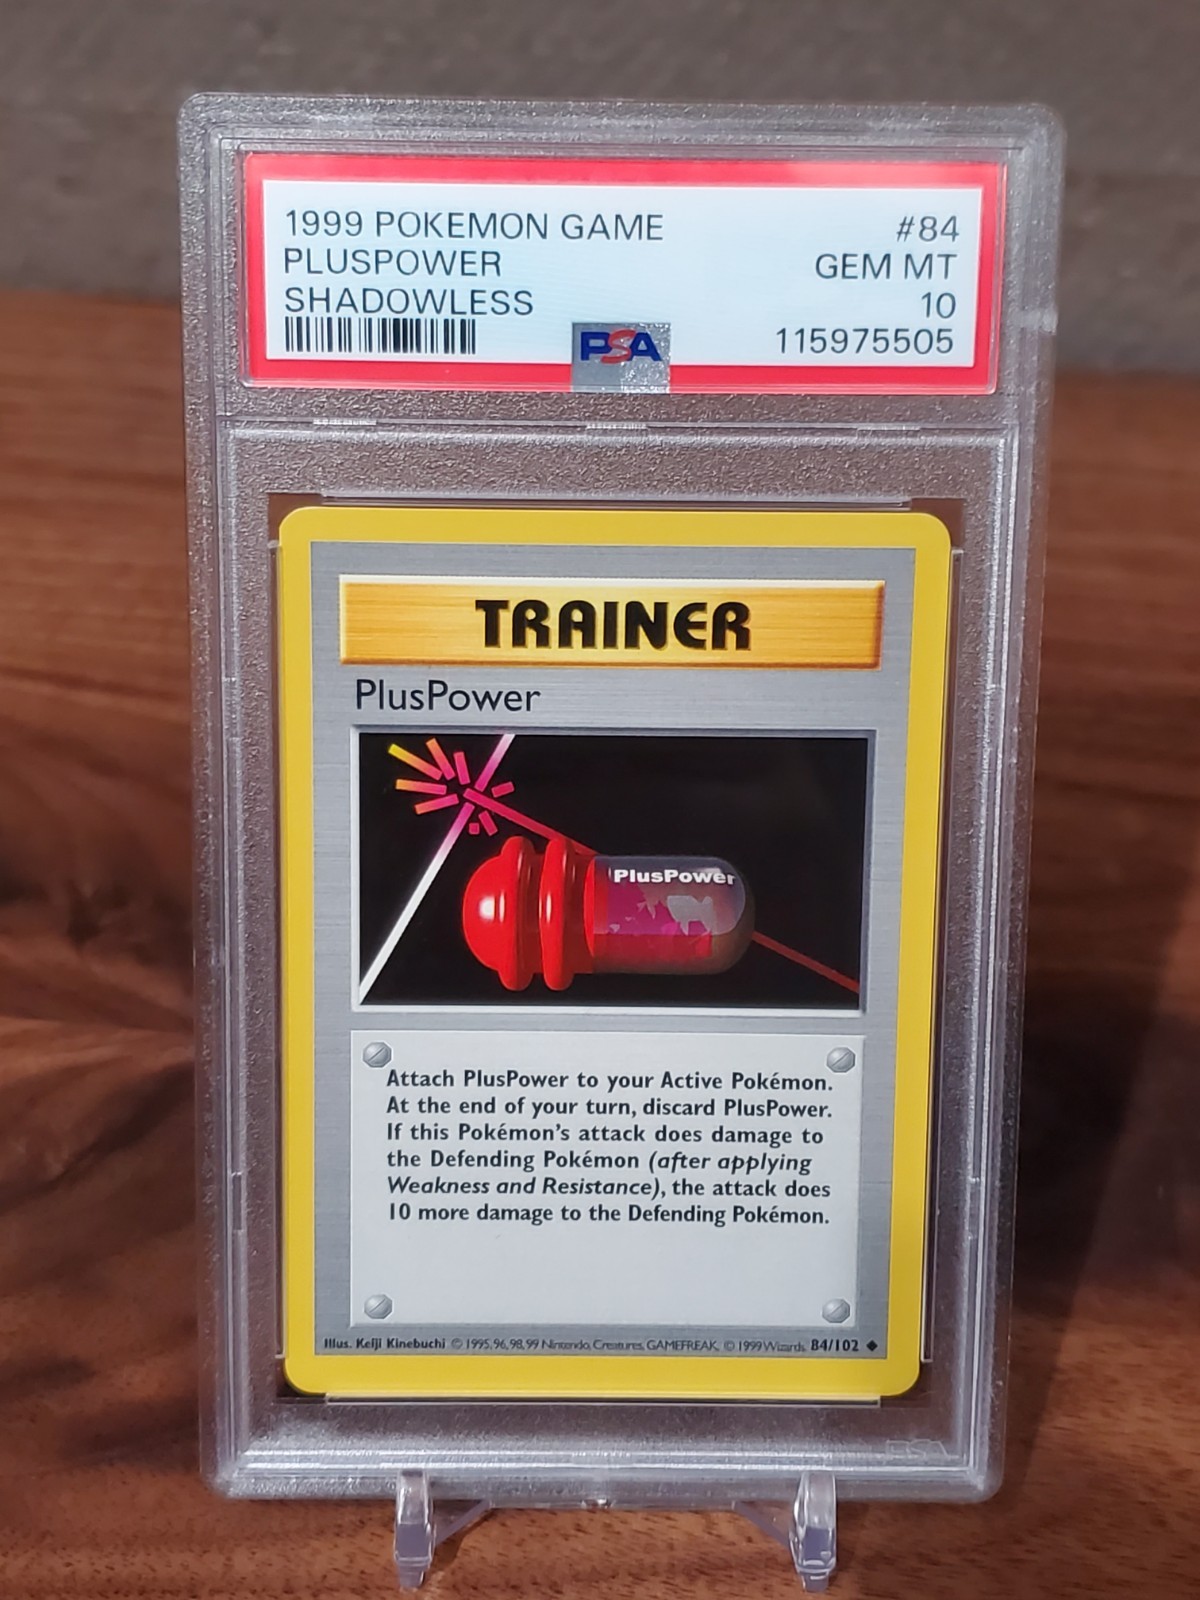 1999 POKEMON GAME #84
PLUSPOWER GEM MT
SHADOWLESS 10
PSA 115975505
TRAINER
PlusPower
PlusPower
Attach PlusPower to your Active Pokémon.
At the end of your turn, discard PlusPower.
If this Pokémon's attack does damage to
the Defending Pokémon (after applying
Weakness and Resistance), the attack does
10 more damage to the Defending Pokémon.
Illus. Keiji Kinebuchi © 1995, 96, 98, 99 Nintendo, Creatures, GAMEFREAK. © 1999 Wizards. 84/102 ◆
PSA